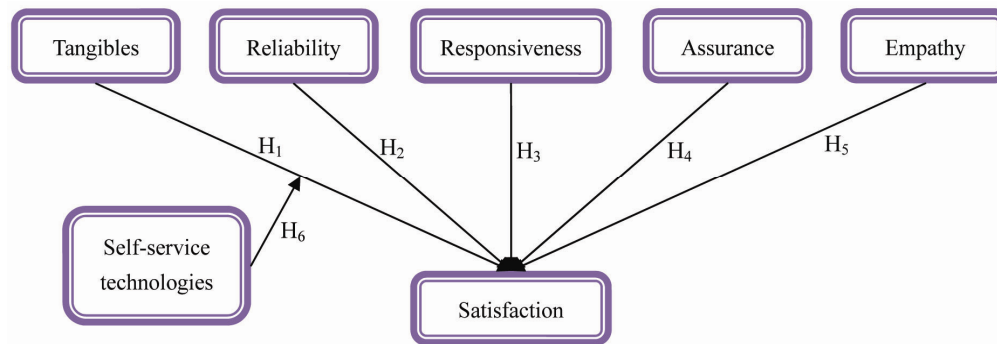 Tangibles
Reliability
Responsiveness
Assurance
Empathy
H1
H2
H3
H4
H5
H6
Self-service
technologies
Satisfaction